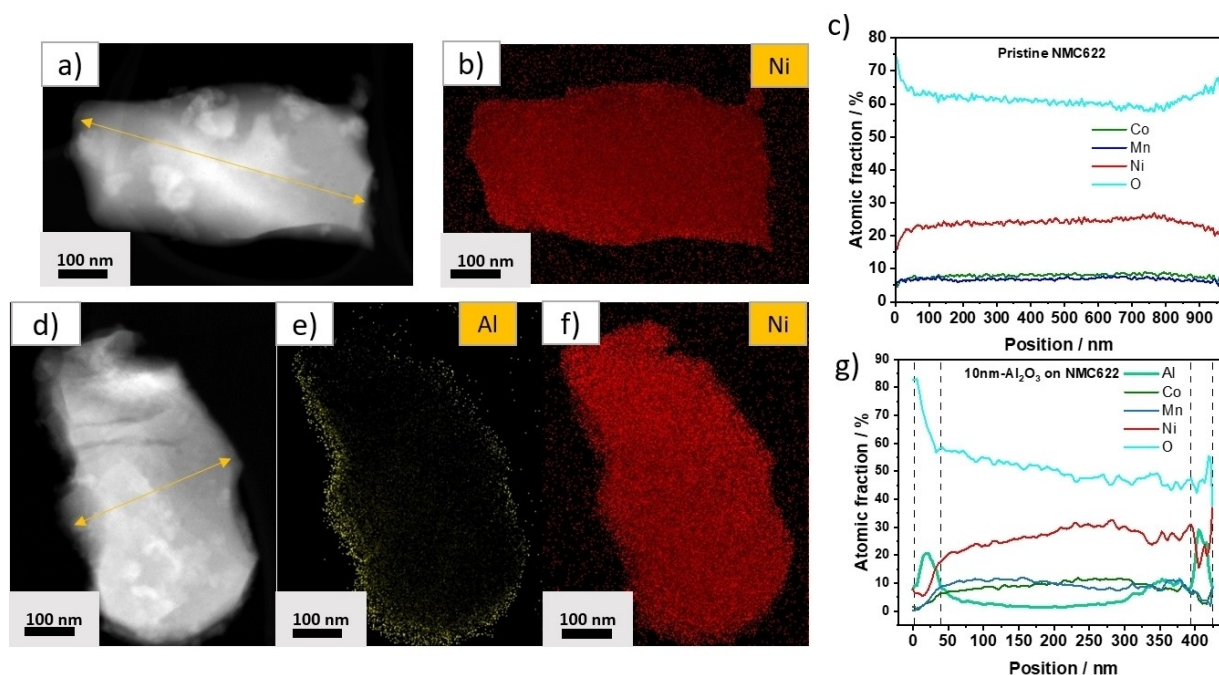 a)
100 nm
b)
Ni
100 nm
c)
Pristine NMC622
Co
Mn
Ni
O
Atomic fraction / %
80
70
60
50
40
30
20
10
0
0 100 200 300 400 500 600 700 800 900
Position / nm
d)
100 nm
e)
Al
100 nm
f)
Ni
100 nm
g)
10nm-Al₂O₃ on NMC622
Al
Co
Mn
Ni
O
Atomic fraction / %
90
80
70
60
50
40
30
20
10
0
0 50 100 150 200 250 300 350 400
Position / nm